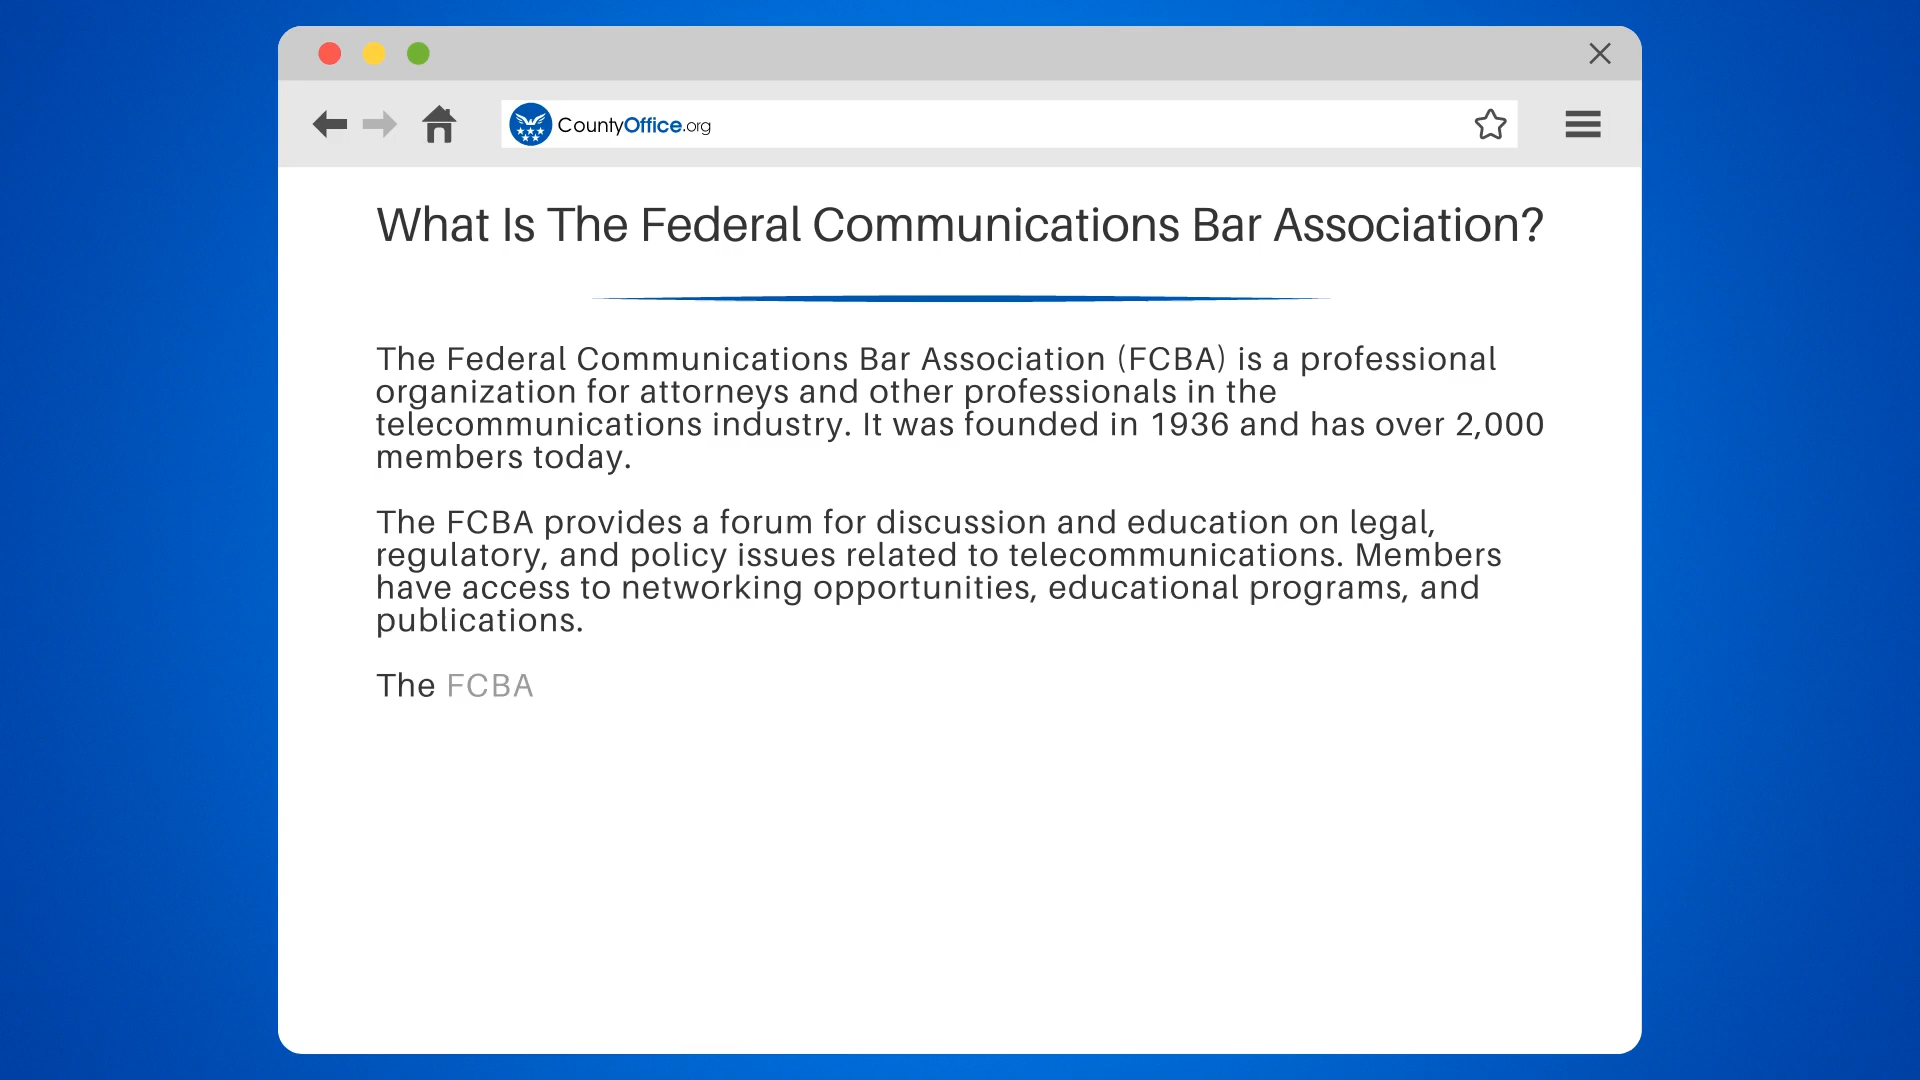 CountyOffice.org
What Is The Federal Communications Bar Association?
The Federal Communications Bar Association (FCBA) is a professional
organization for attorneys and other professionals in the
telecommunications industry. It was founded in 1936 and has over 2,000
members today.
The FCBA provides a forum for discussion and education on legal,
regulatory, and policy issues related to telecommunications. Members
have access to networking opportunities, educational programs, and
publications.
The FCBA